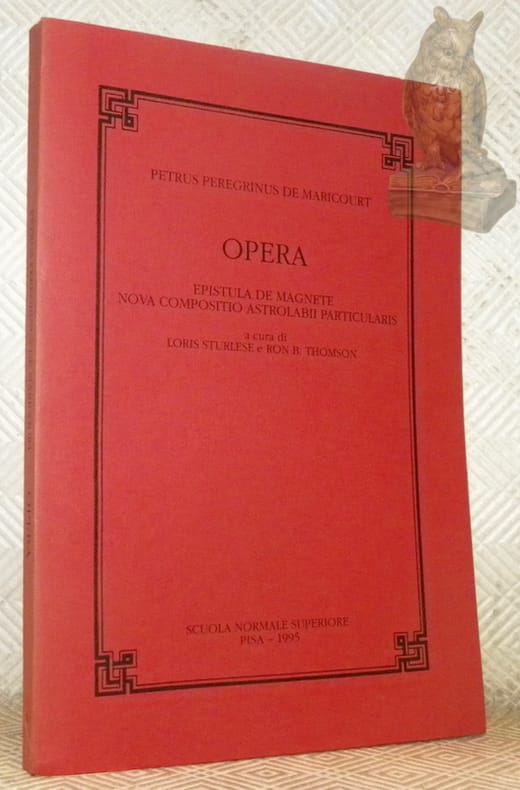 PETRUS PEREGRINUS DE MARICOURT
OPERA
EPISTULA DE MAGNETE
NOVA COMPOSITIO ASTROLABII PARTICULARIS
a cura di
LORIS STURLESE e RON B. THOMSON
SCUOLA NORMALE SUPERIORE
PISA – 1995